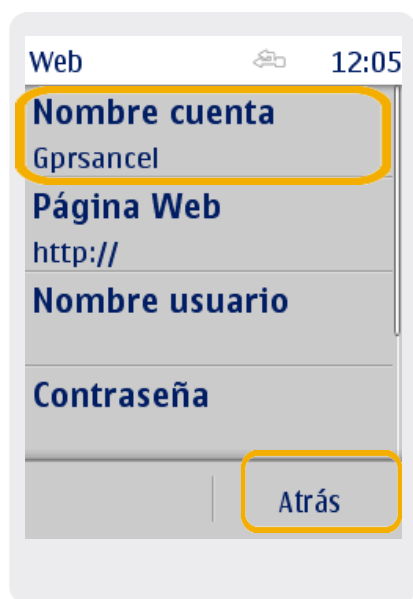 Web 12:05
Nombre cuenta
Gprsancel
Página Web
http://
Nombre usuario
Contraseña
Atrás